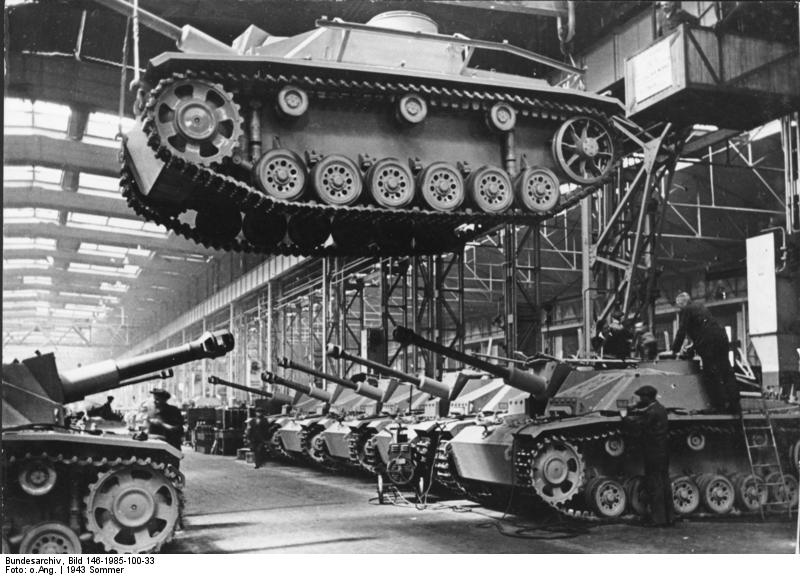 Bundesarchiv, Bild 146-1985-100-33
Foto: o.Ang. | 1943 Sommer